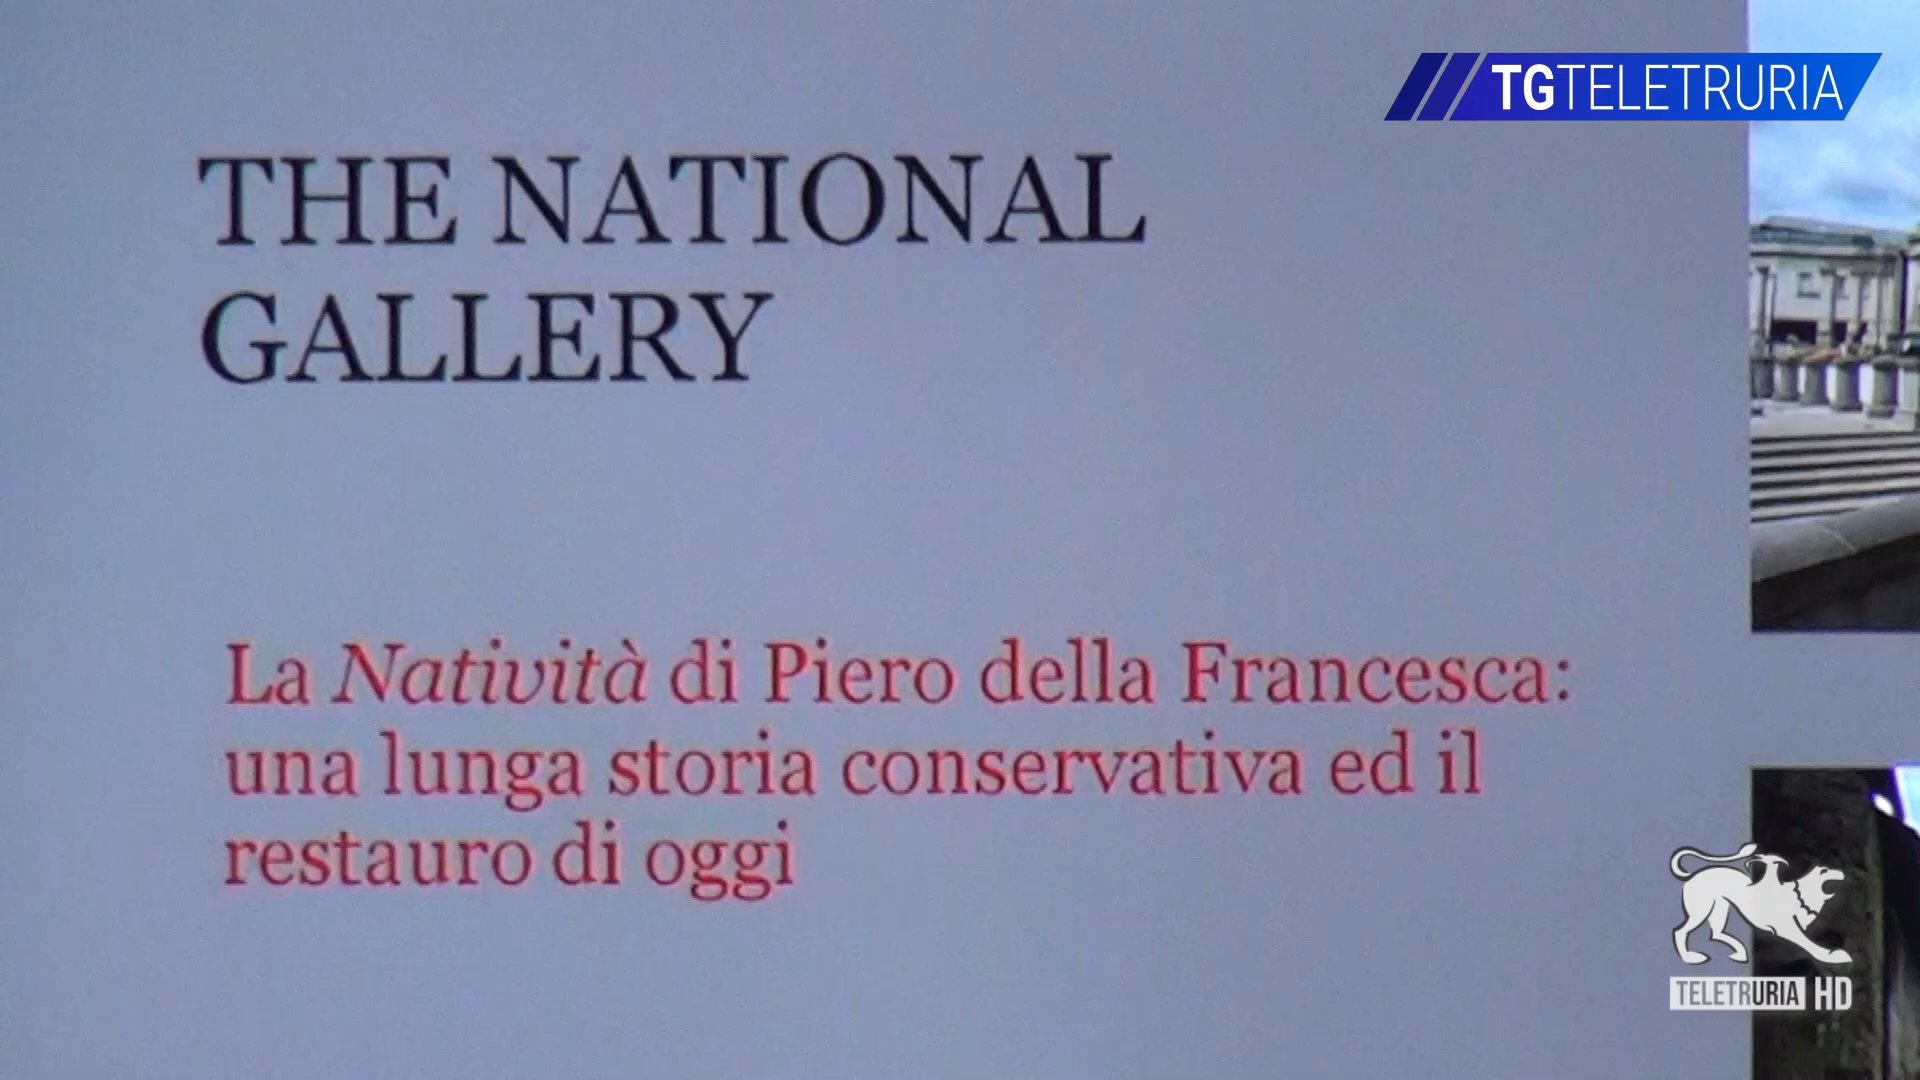 TGTELETRURIA
THE NATIONAL
GALLERY
La Natività di Piero della Francesca:
una lunga storia conservativa ed il
restauro di oggi
TELETRURIA HD